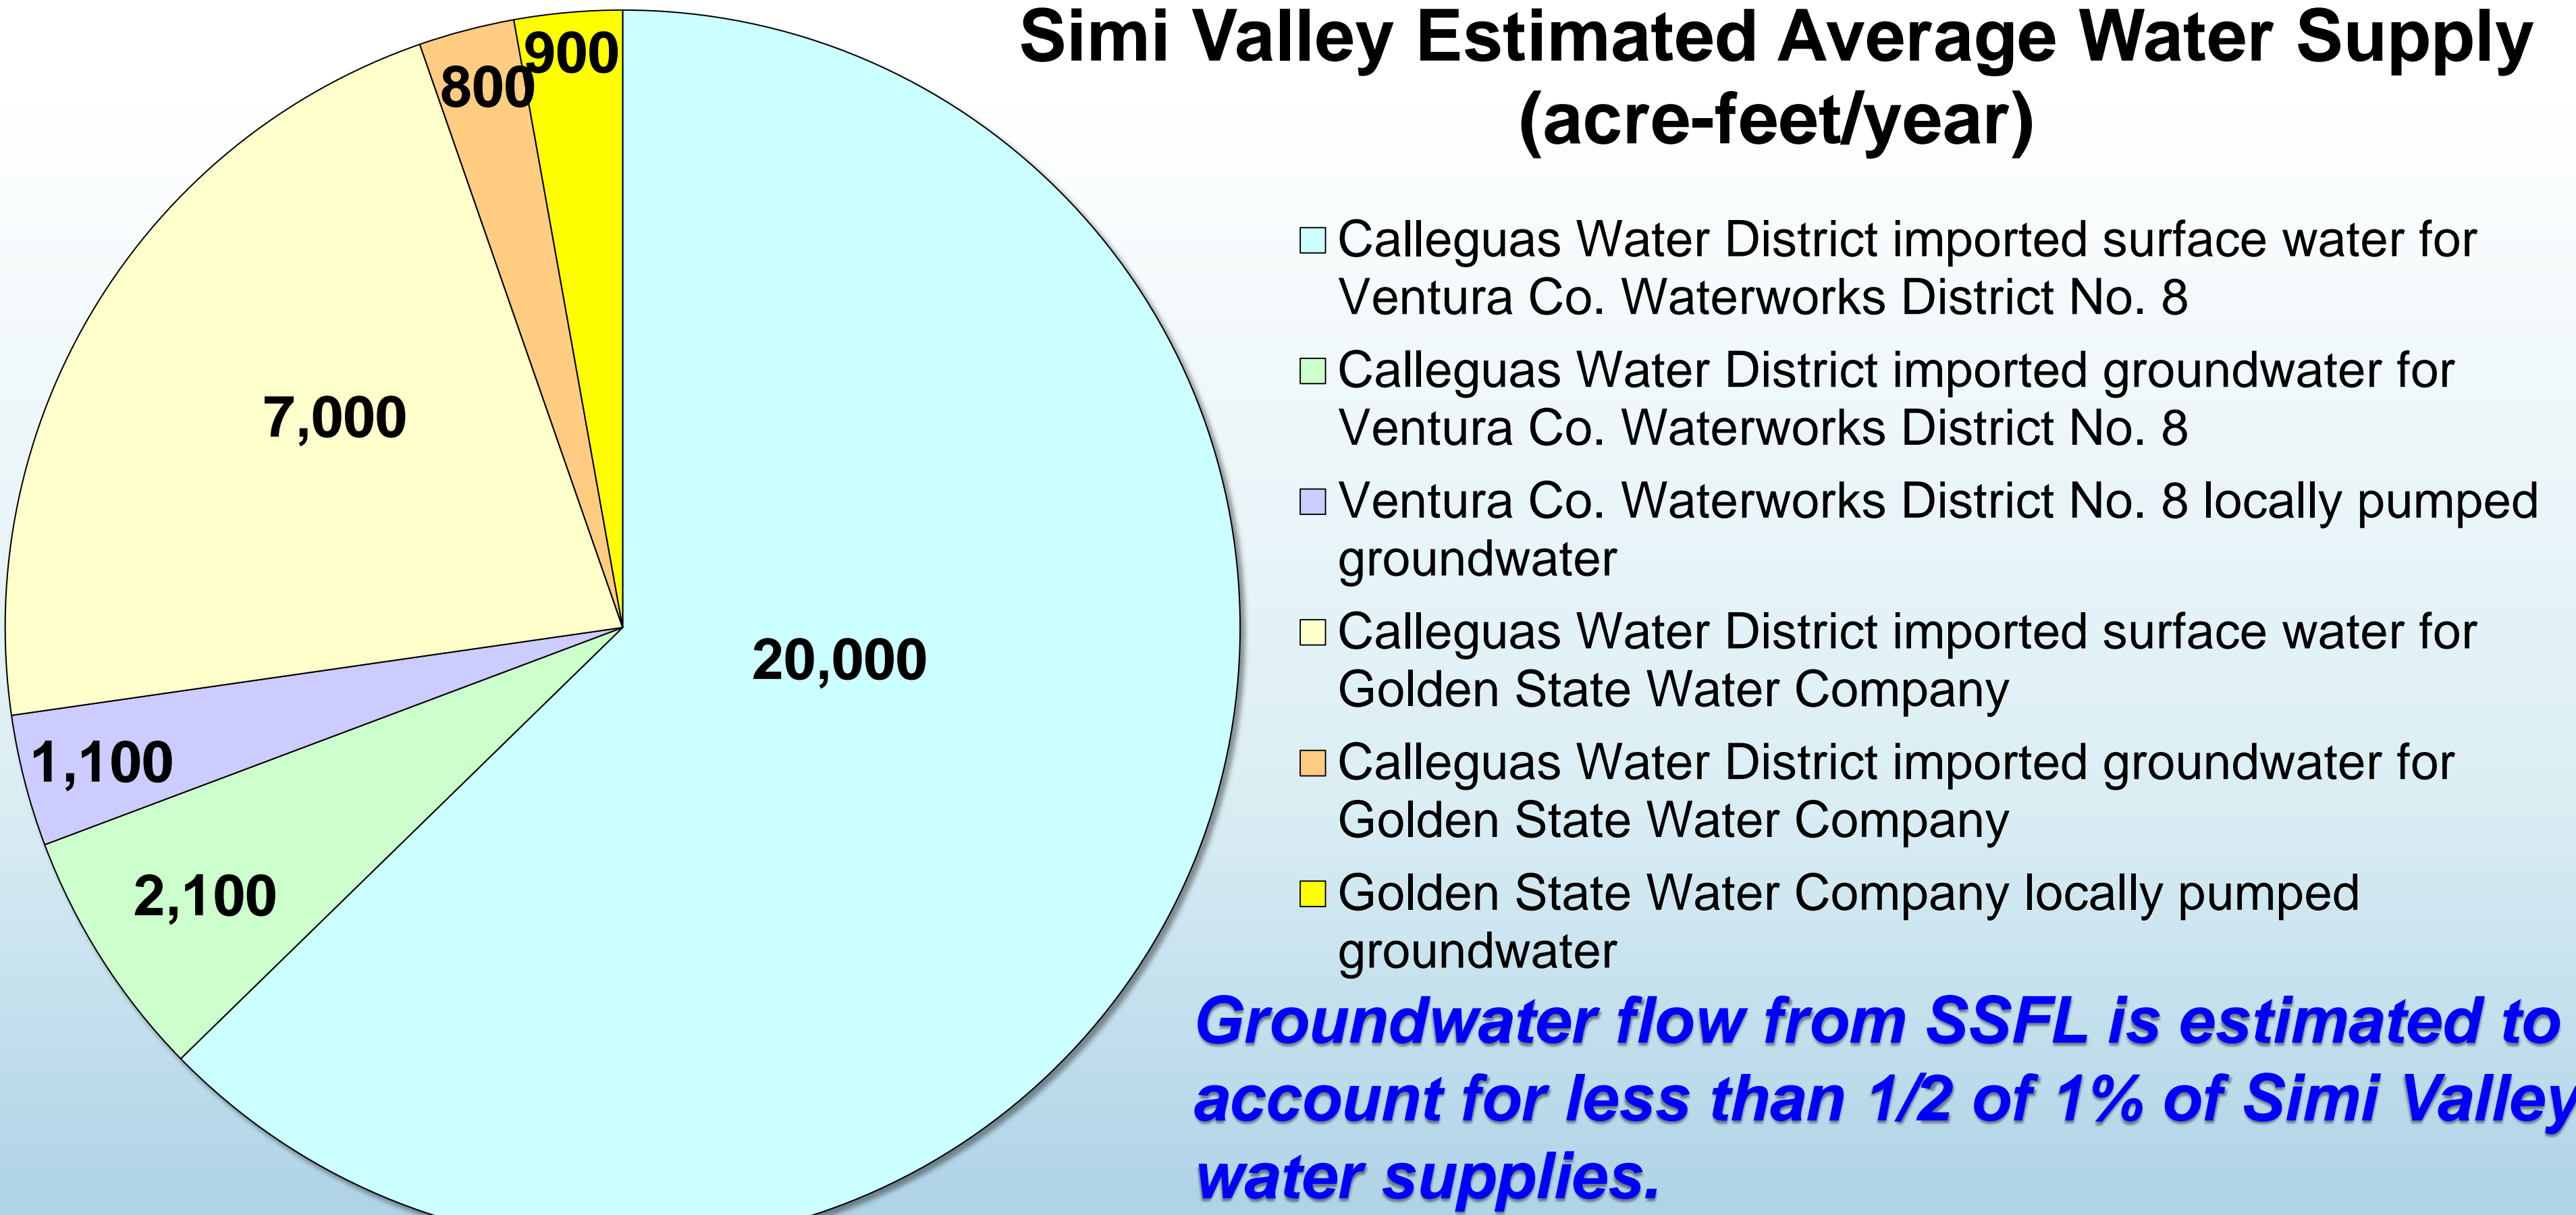 Simi Valley Estimated Average Water Supply
(acre-feet/year)
900
800
7,000
20,000
1,100
2,100
Calleguas Water District imported surface water for
Ventura Co. Waterworks District No. 8
Calleguas Water District imported groundwater for
Ventura Co. Waterworks District No. 8
Ventura Co. Waterworks District No. 8 locally pumped
groundwater
Calleguas Water District imported surface water for
Golden State Water Company
Calleguas Water District imported groundwater for
Golden State Water Company
Golden State Water Company locally pumped
groundwater
Groundwater flow from SSFL is estimated to
account for less than 1/2 of 1% of Simi Valley
water supplies.